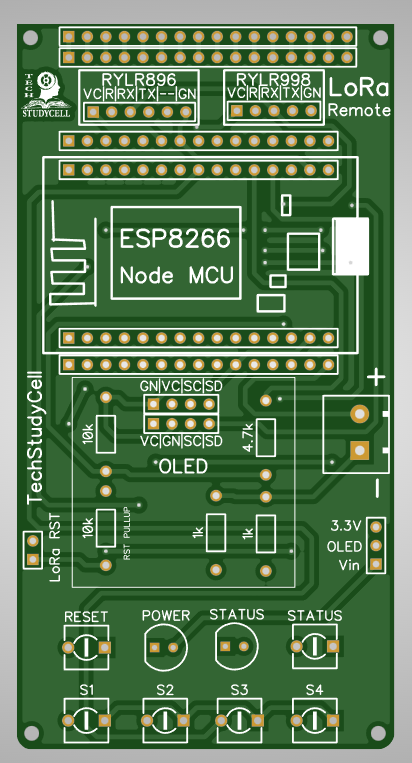 TECH
STUDYCELL
RYLR896
VC|R|RX|TX|--|GN
RYLR998
VC|R|RX|TX|GN
LoRa
Remote
ESP8266
Node MCU
GN|VC|SC|SD
VC|GN|SC|SD
OLED
10k
4.7k
10k
RST PULLUP
1k
1k
TechStudyCell
LoRa RST
+
-
3.3V
OLED
Vin
RESET
POWER
STATUS
STATUS
S1
S2
S3
S4